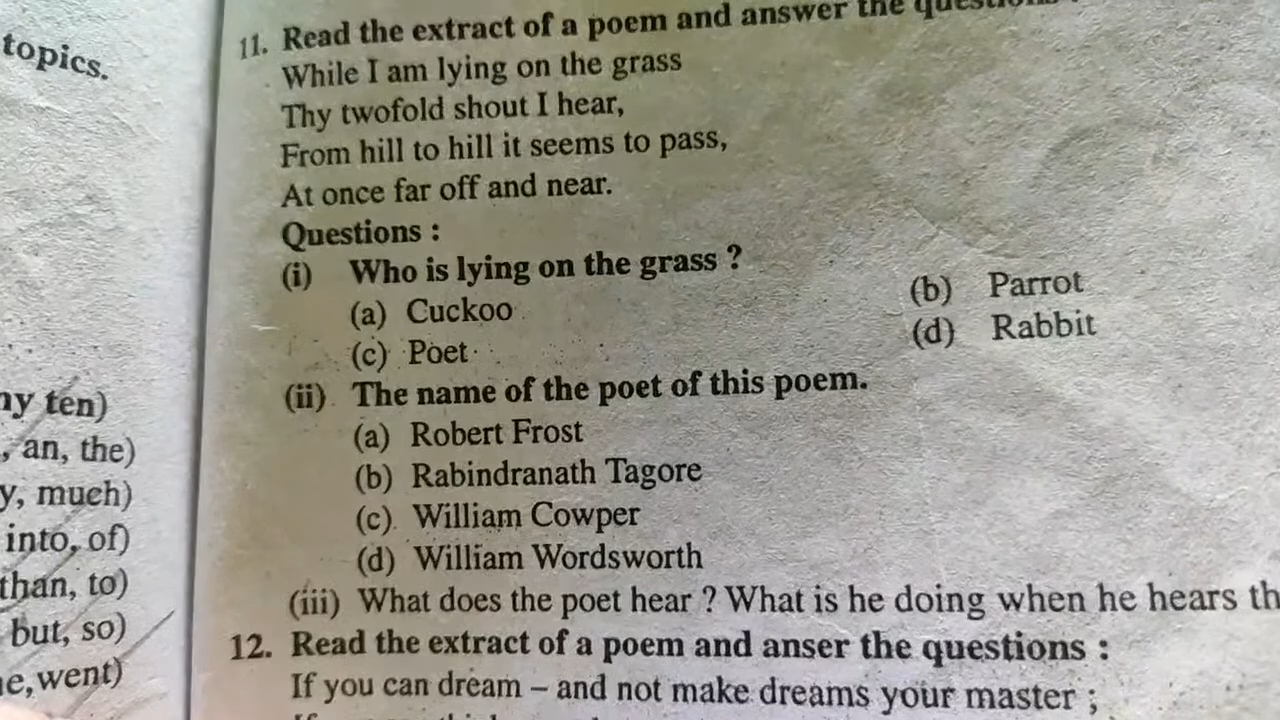 topics.
ny ten)
, an, the)
y, much)
into, of)
than, to)
but, so)
e, went)
11. Read the extract of a poem and answer the questions
While I am lying on the grass
Thy twofold shout I hear,
From hill to hill it seems to pass,
At once far off and near.
Questions :
(i) Who is lying on the grass ?
(a) Cuckoo (b) Parrot
(c) Poet (d) Rabbit
(ii) The name of the poet of this poem.
(a) Robert Frost
(b) Rabindranath Tagore
(c) William Cowper
(d) William Wordsworth
(iii) What does the poet hear ? What is he doing when he hears th
12. Read the extract of a poem and anser the questions :
If you can dream – and not make dreams your master ;